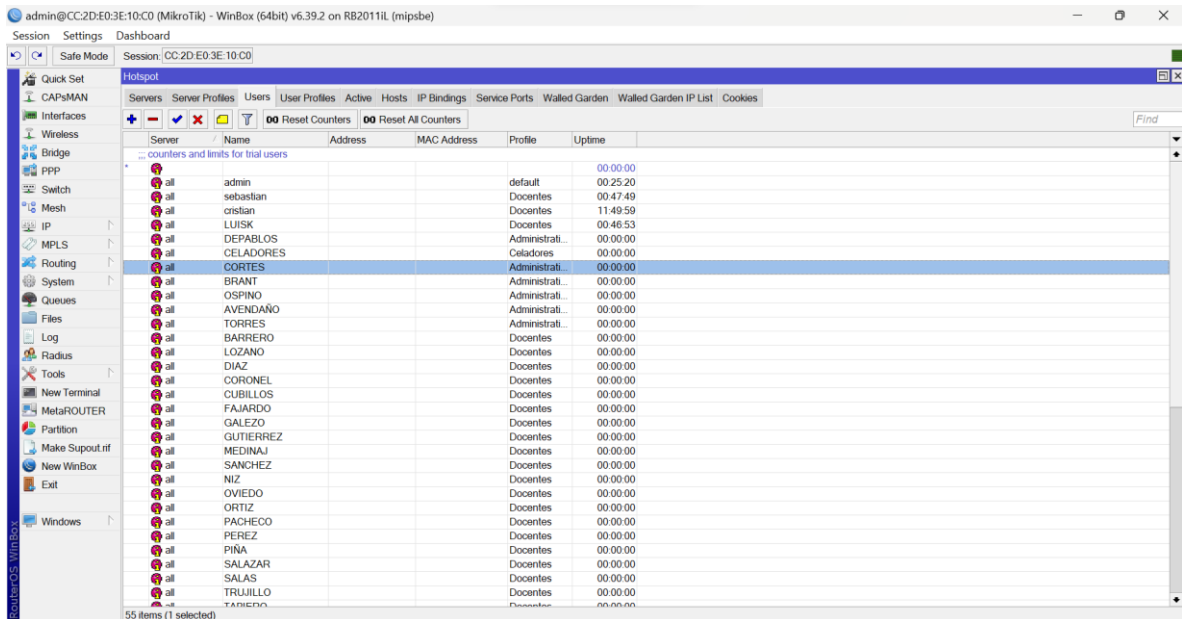 admin@CC:2D:E0:3E:10:C0 (MikroTik) - WinBox (64bit) v6.39.2 on RB2011iL (mipsbe)
Session Settings Dashboard
Safe Mode Session: CC:2D:E0:3E:10:C0
Quick Set
CAPsMAN
Interfaces
Wireless
Bridge
PPP
Switch
Mesh
IP
MPLS
Routing
System
Queues
Files
Log
Radius
Tools
New Terminal
MetaROUTER
Partition
Make Supout.rif
New WinBox
Exit
Windows
RouterOS WinBox
Hotspot
Servers Server Profiles Users User Profiles Active Hosts IP Bindings Service Ports Walled Garden Walled Garden IP List Cookies
00 Reset Counters 00 Reset All Counters Find
Server Name Address MAC Address Profile Uptime
;;; counters and limits for trial users
* 00:00:00
all admin default 00:25:20
all sebastian Docentes 00:47:49
all cristian Docentes 11:49:59
all LUISK Docentes 00:46:53
all DEPABLOS Administrati... 00:00:00
all CELADORES Celadores 00:00:00
all CORTES Administrati... 00:00:00
all BRANT Administrati... 00:00:00
all OSPINO Administrati... 00:00:00
all AVENDAÑO Administrati... 00:00:00
all TORRES Administrati... 00:00:00
all BARRERO Docentes 00:00:00
all LOZANO Docentes 00:00:00
all DIAZ Docentes 00:00:00
all CORONEL Docentes 00:00:00
all CUBILLOS Docentes 00:00:00
all FAJARDO Docentes 00:00:00
all GALEZO Docentes 00:00:00
all GUTIERREZ Docentes 00:00:00
all MEDINAJ Docentes 00:00:00
all SANCHEZ Docentes 00:00:00
all NIZ Docentes 00:00:00
all OVIEDO Docentes 00:00:00
all ORTIZ Docentes 00:00:00
all PACHECO Docentes 00:00:00
all PEREZ Docentes 00:00:00
all PIÑA Docentes 00:00:00
all SALAZAR Docentes 00:00:00
all SALAS Docentes 00:00:00
all TRUJILLO Docentes 00:00:00
all Docentes 00:00:00
55 items (1 selected)